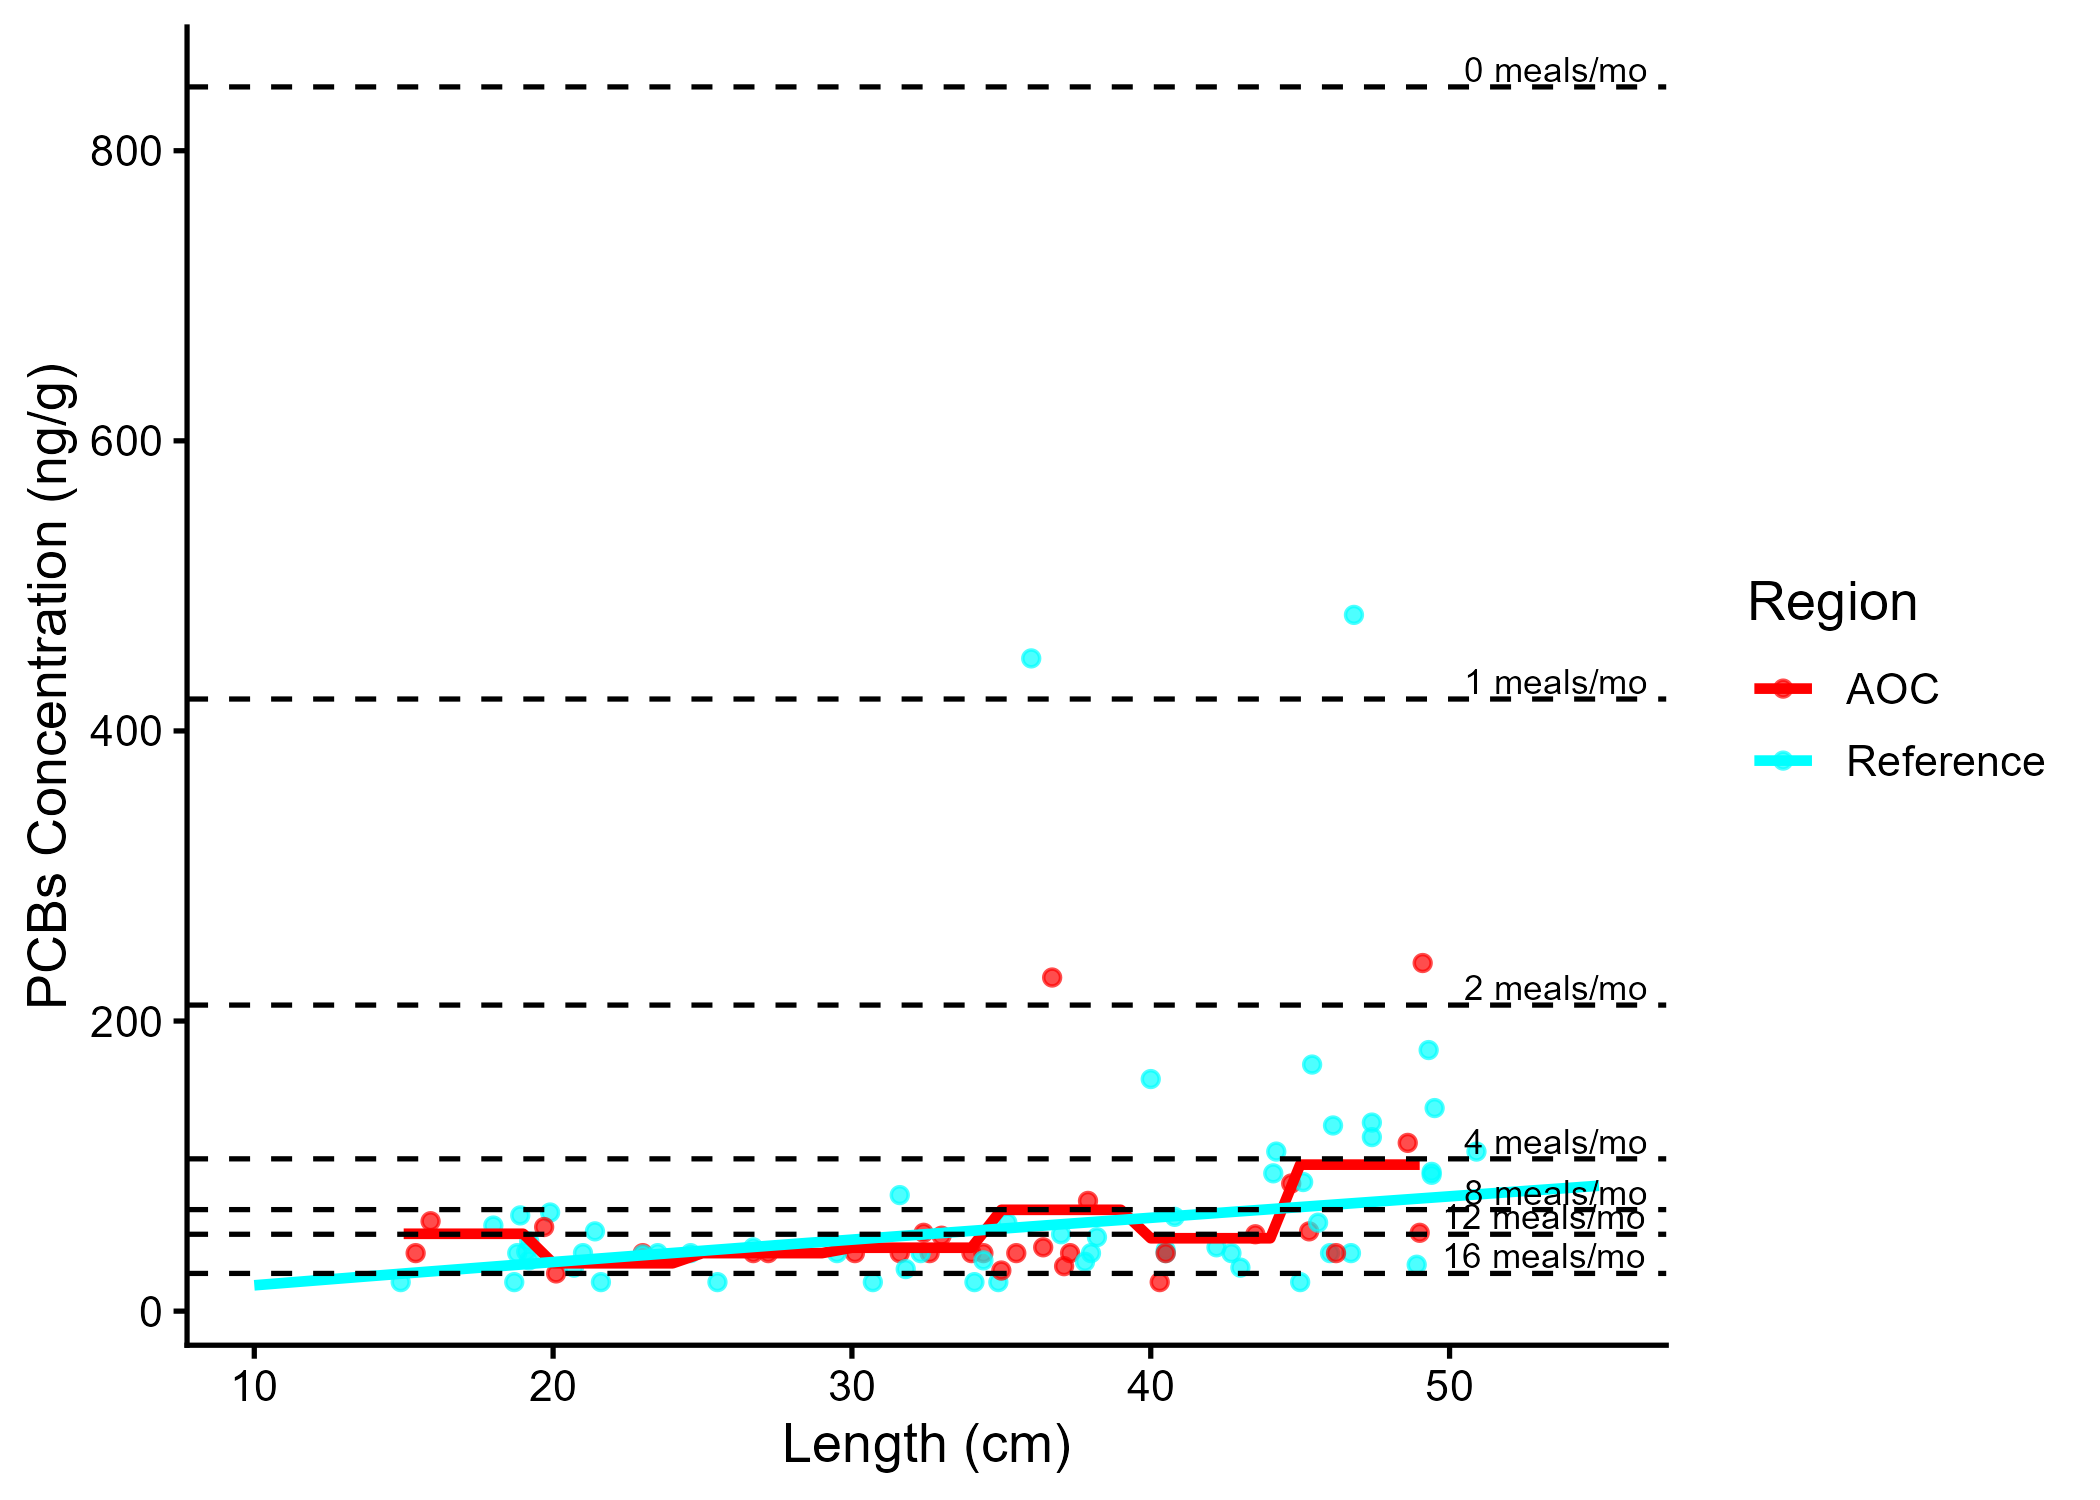 0 meals/mo
800
600
1 meals/mo
400
2 meals/mo
200
4 meals/mo
8 meals/mo
12 meals/mo
16 meals/mo
0
10 20 30 40 50
Length (cm)
PCBs Concentration (ng/g)
Region
AOC
Reference